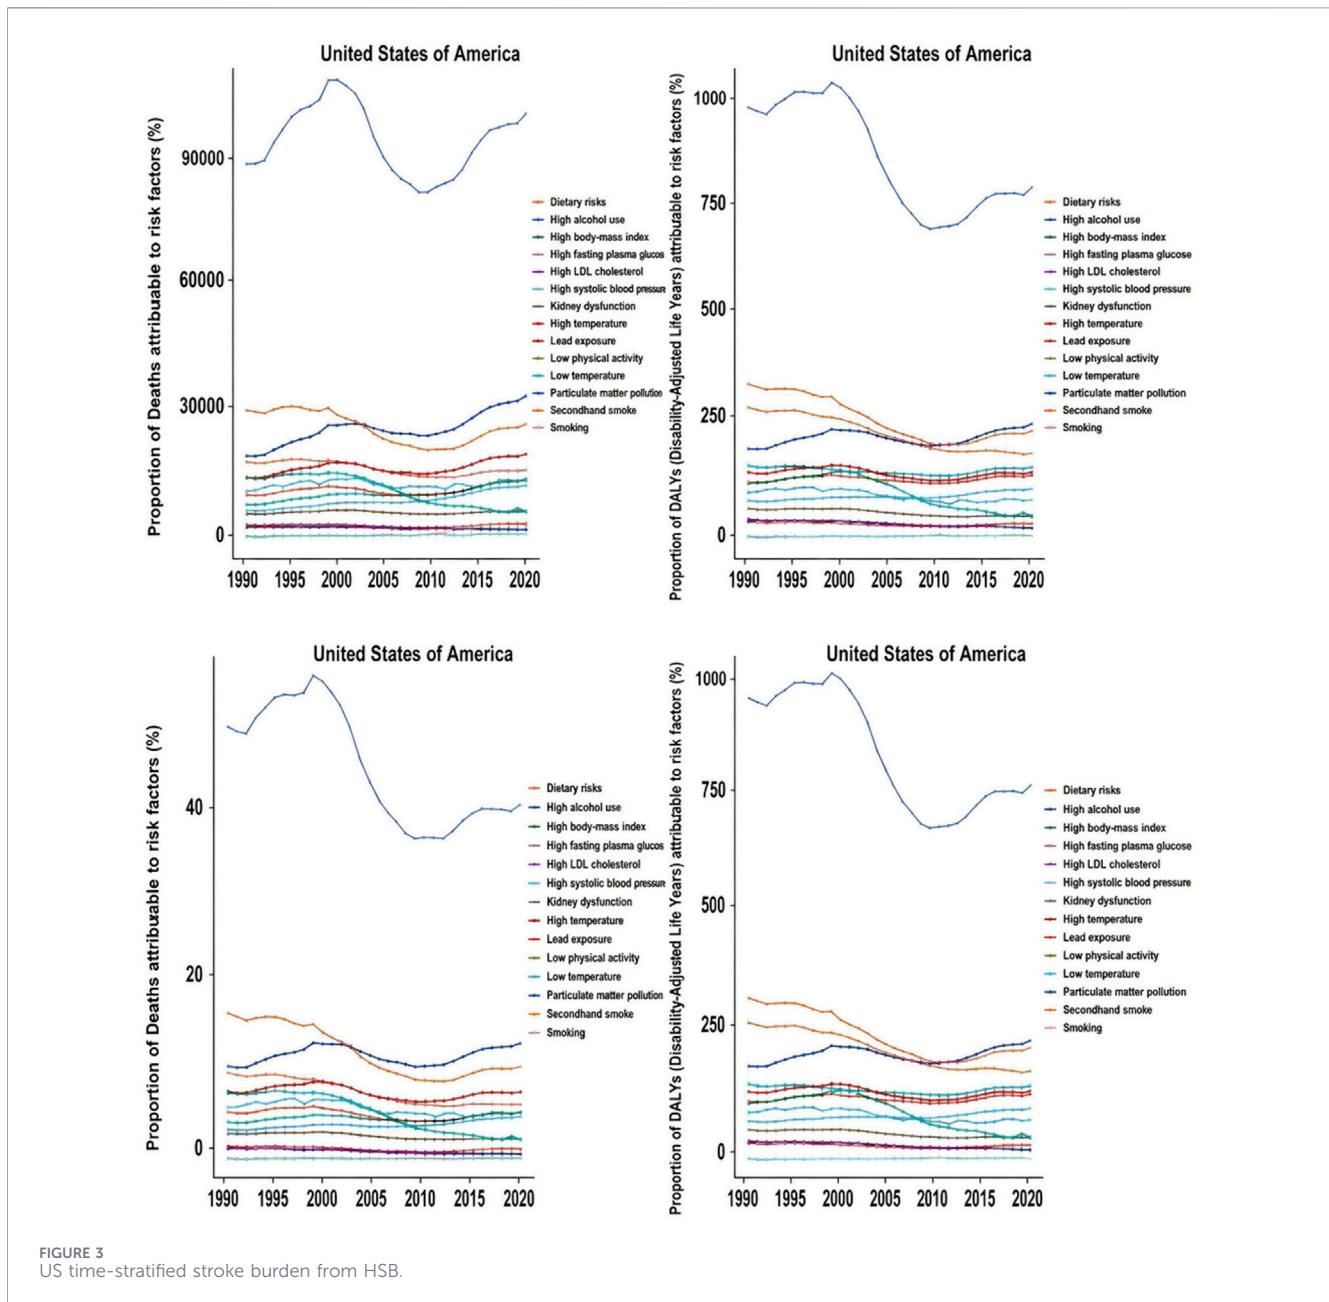 United States of America
Proportion of Deaths attribuable to risk factors (%)
90000
60000
30000
0
1990 1995 2000 2005 2010 2015 2020
Dietary risks
High alcohol use
High body-mass index
High fasting plasma glucos
High LDL cholesterol
High systolic blood pressure
Kidney dysfunction
High temperature
Lead exposure
Low physical activity
Low temperature
Particulate matter pollution
Secondhand smoke
Smoking
United States of America
Proportion of DALYs (Disability-Adjusted Life Years) attributable to risk factors (%)
1000
750
500
250
0
1990 1995 2000 2005 2010 2015 2020
Dietary risks
High alcohol use
High body-mass index
High fasting plasma glucose
High LDL cholesterol
High systolic blood pressure
Kidney dysfunction
High temperature
Lead exposure
Low physical activity
Low temperature
Particulate matter pollution
Secondhand smoke
Smoking
United States of America
Proportion of Deaths attribuable to risk factors (%)
40
20
0
1990 1995 2000 2005 2010 2015 2020
Dietary risks
High alcohol use
High body-mass index
High fasting plasma glucos
High LDL cholesterol
High systolic blood pressure
Kidney dysfunction
High temperature
Lead exposure
Low physical activity
Low temperature
Particulate matter pollution
Secondhand smoke
Smoking
United States of America
Proportion of DALYs (Disability-Adjusted Life Years) attributable to risk factors (%)
1000
750
500
250
0
1990 1995 2000 2005 2010 2015 2020
Dietary risks
High alcohol use
High body-mass index
High fasting plasma glucose
High LDL cholesterol
High systolic blood pressure
Kidney dysfunction
High temperature
Lead exposure
Low physical activity
Low temperature
Particulate matter pollution
Secondhand smoke
Smoking
FIGURE 3
US time-stratified stroke burden from HSB.